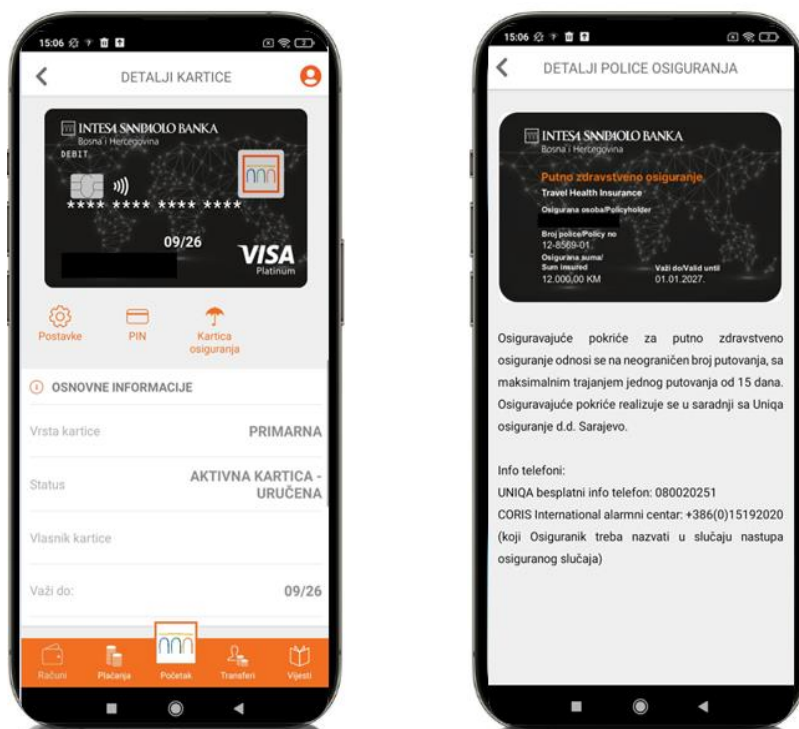 15:06
DETALJI KARTICE
INTESA SANPAOLO BANKA
Bosna i Hercegovina
DEBIT
**** **** **** ****
09/26
VISA
Platinum
Postavke
PIN
Kartica
osiguranja
OSNOVNE INFORMACIJE
Vrsta kartice
PRIMARNA
Status
AKTIVNA KARTICA -
URUČENA
Vlasnik kartice
Važi do:
09/26
Računi
Plaćanja
Početak
Transferi
Vijesti
15:06
DETALJI POLICE OSIGURANJA
INTESA SANPAOLO BANKA
Bosna i Hercegovina
Putno zdravstveno osiguranje
Travel Health Insurance
Osigurana osoba/Policyholder
Broj police/Policy no
12-8569-01
Osigurana suma/
Sum insured
12.000,00 KM
Važi do/Valid until
01.01.2027.
Osiguravajuće pokriće za putno zdravstveno
osiguranje odnosi se na neograničen broj putovanja, sa
maksimalnim trajanjem jednog putovanja od 15 dana.
Osiguravajuće pokriće realizuje se u saradnji sa Uniqa
osiguranje d.d. Sarajevo.
Info telefoni:
UNIQA besplatni info telefon: 080020251
CORIS International alarmni centar: +386(0)15192020
(koji Osiguranik treba nazvati u slučaju nastupa
osiguranog slučaja)